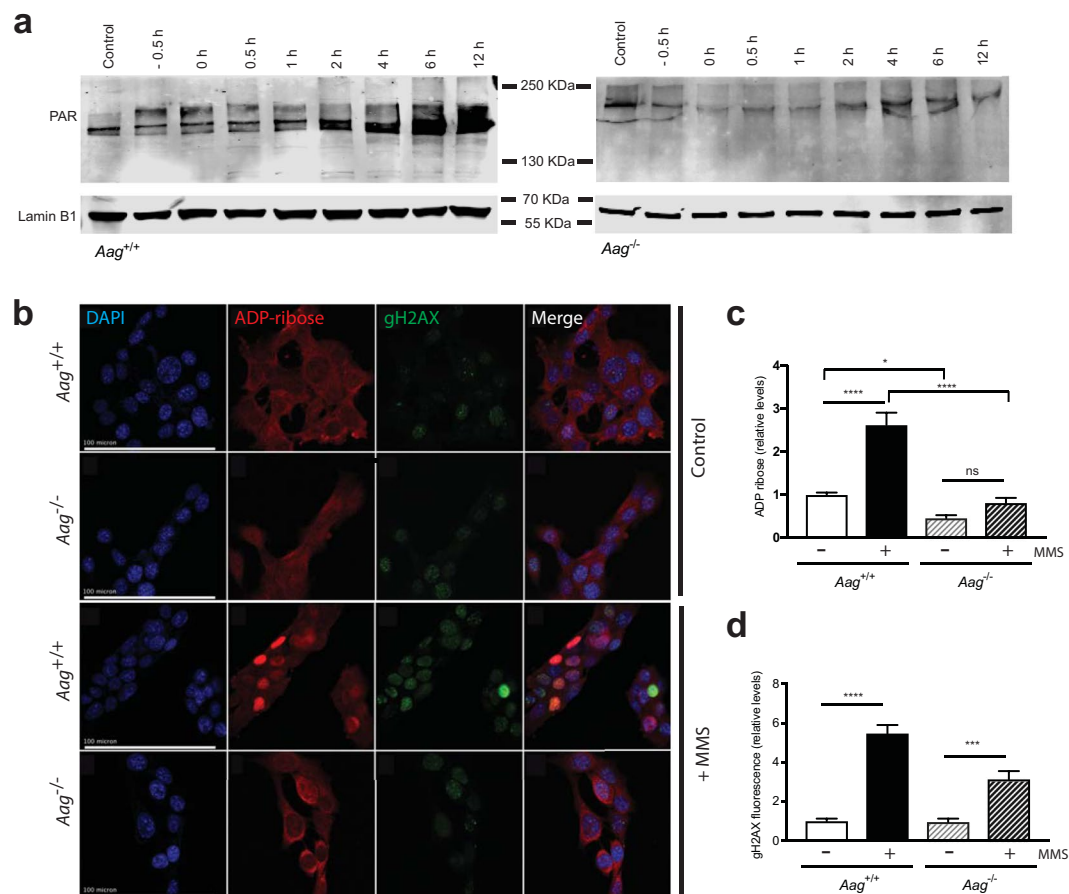 a
Control - 0.5 h 0 h 0.5 h 1 h 2 h 4 h 6 h 12 h
Control - 0.5 h 0 h 0.5 h 1 h 2 h 4 h 6 h 12 h
PAR
250 KDa
130 KDa
Lamin B1
70 KDa
55 KDa
Aag+/+
Aag-/-
b
DAPI ADP-ribose gH2AX Merge
Aag+/+
100 micron
Aag-/-
100 micron
Control
Aag+/+
100 micron
Aag-/-
100 micron
+ MMS
c
ADP ribose (relative levels)
4
3
2
1
0
*
**** ****
ns
− + − + MMS
Aag+/+ Aag-/-
d
gH2AX fluorescence (relative levels)
8
6
4
2
0
****
***
− + − + MMS
Aag+/+ Aag-/-